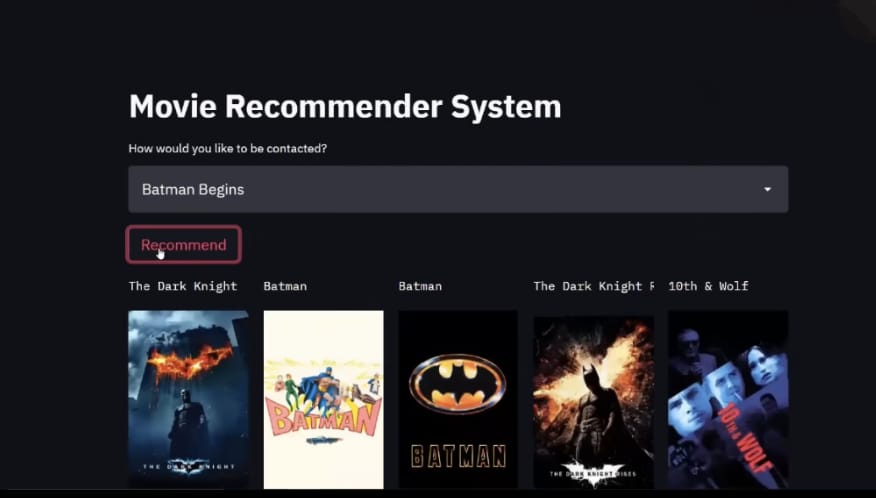 Movie Recommender System
How would you like to be contacted?
Batman Begins
Recommend
The Dark Knight
Batman
Batman
The Dark Knight R
10th & Wolf
THE DARK KNIGHT
BATMAN
BATMAN
THE DARK KNIGHT RISES
10TH & WOLF